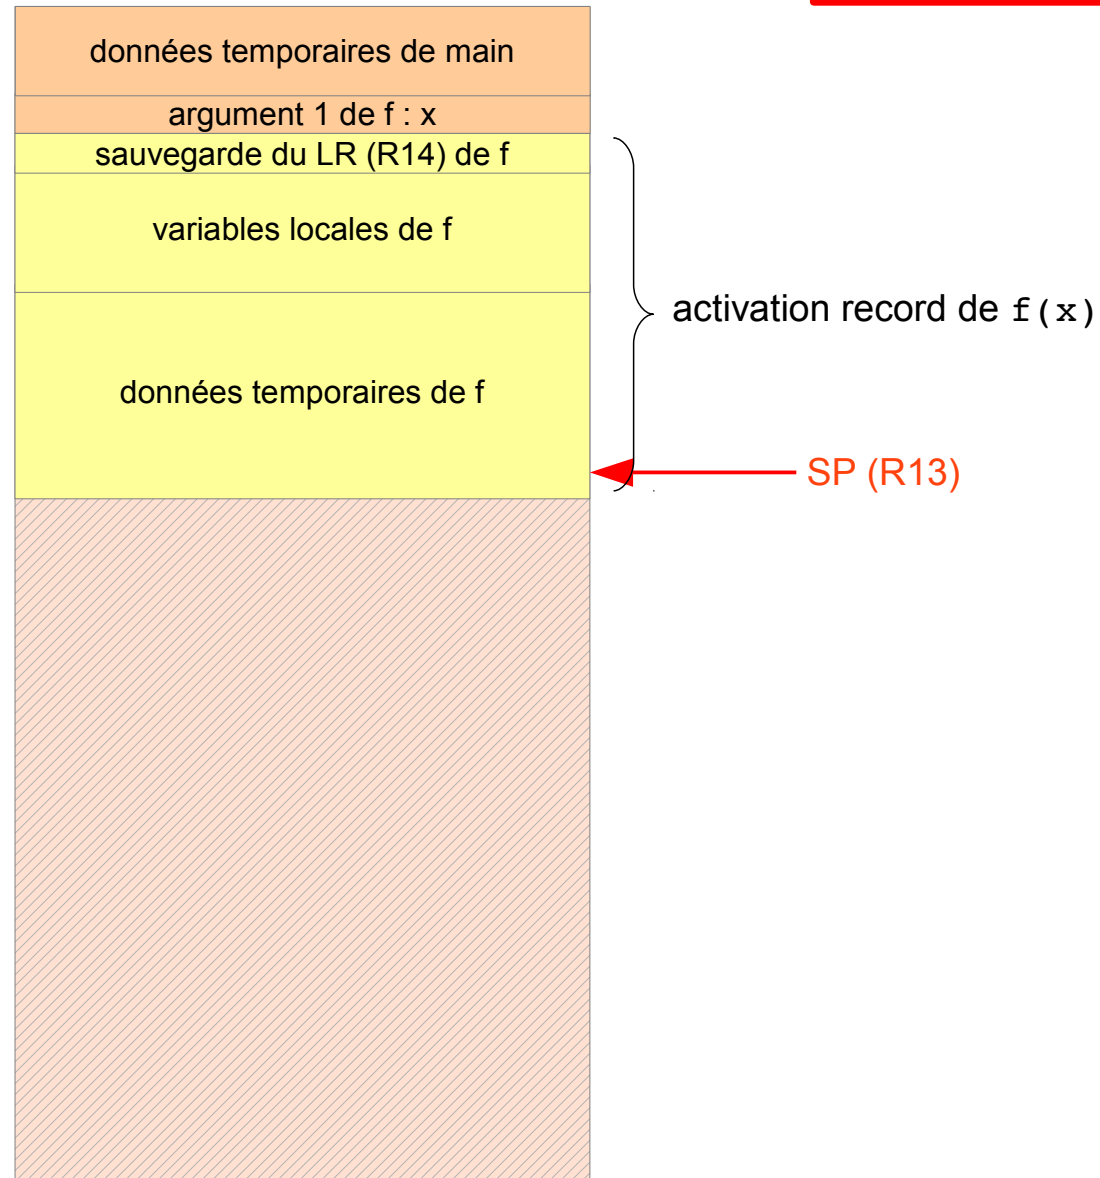 données temporaires de main
argument 1 de f : x
sauvegarde du LR (R14) de f
variables locales de f
activation record de f(x)
données temporaires de f
SP (R13)